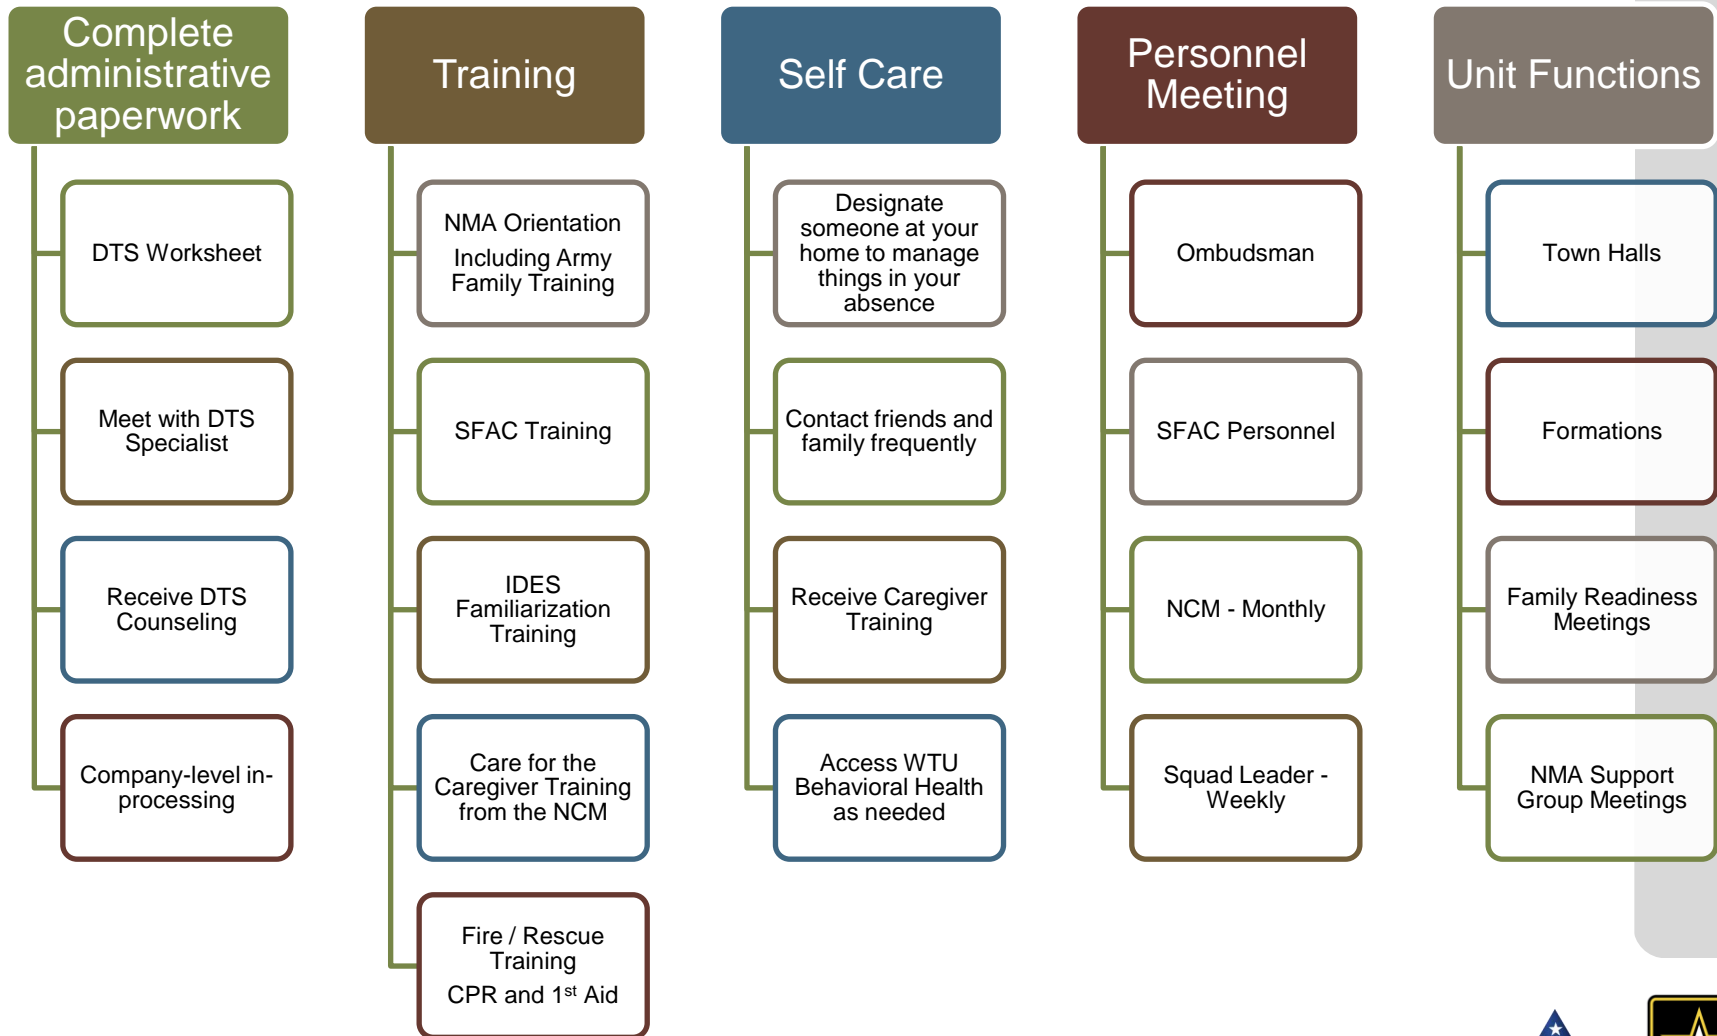 Complete
administrative
paperwork
DTS Worksheet
Meet with DTS
Specialist
Receive DTS
Counseling
Company-level in-
processing
Training
NMA Orientation
Including Army
Family Training
SFAC Training
IDES
Familiarization
Training
Care for the
Caregiver Training
from the NCM
Fire / Rescue
Training
CPR and 1st Aid
Self Care
Designate
someone at your
home to manage
things in your
absence
Contact friends and
family frequently
Receive Caregiver
Training
Access WTU
Behavioral Health
as needed
Personnel
Meeting
Ombudsman
SFAC Personnel
NCM - Monthly
Squad Leader -
Weekly
Unit Functions
Town Halls
Formations
Family Readiness
Meetings
NMA Support
Group Meetings